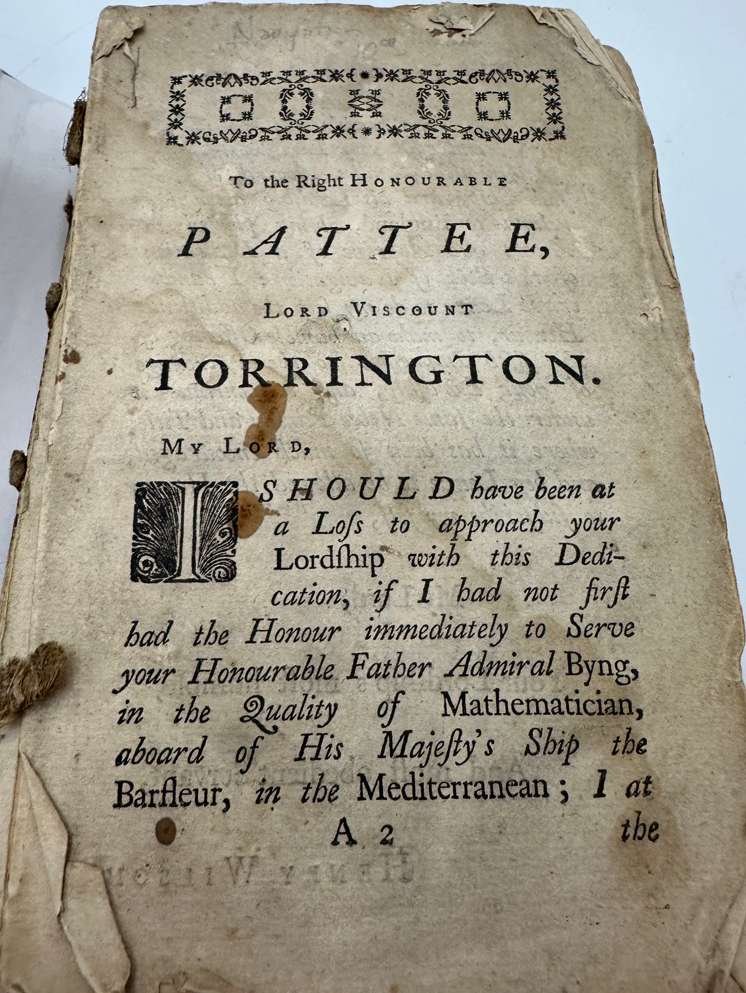 To the Right HONOURABLE
PATTEE,
LORD VISCOUNT
TORRINGTON.
MY LORD,
I SHOULD have been at
a Loſs to approach your
Lordſhip with this Dedi-
cation, if I had not firſt
had the Honour immediately to Serve
your Honourable Father Admiral Byng,
in the Quality of Mathematician,
aboard of His Majeſty's Ship the
Barfleur, in the Mediterranean; I at
A 2 the
HENRY WILSON